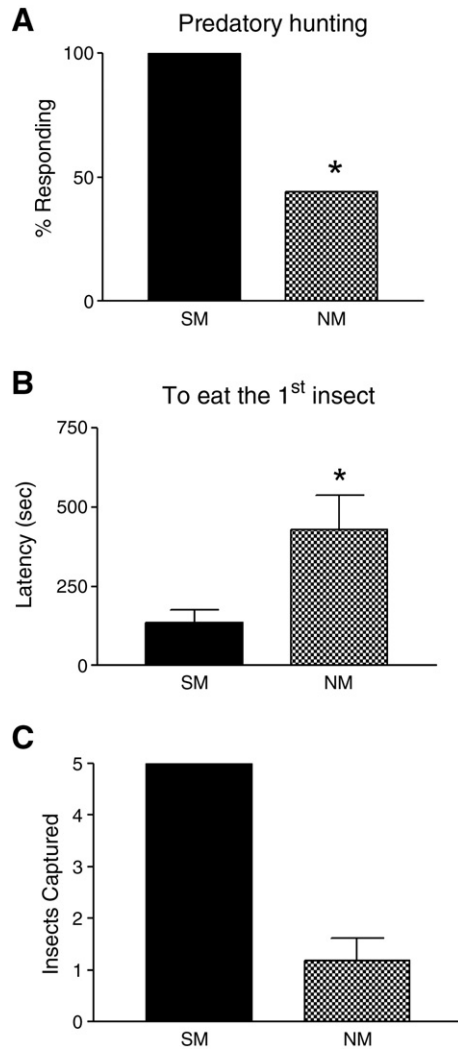 A
Predatory hunting
% Responding
100
50
0
*
SM
NM
B
To eat the 1st insect
Latency (sec)
750
500
250
0
*
SM
NM
C
Insects Captured
5
4
3
2
1
0
SM
NM